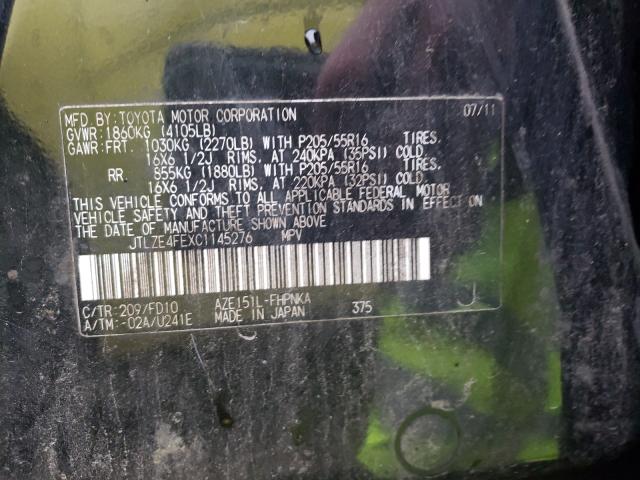 MFD.BY:TOYOTA MOTOR CORPORATION 07/11
GVWR:1860KG (4105LB)
GAWR:FRT. 1030KG (2270LB) WITH P205/55R16 TIRES,
16X6 1/2J RIMS, AT 240KPA (35PSI) COLD.
RR. 855KG (1880LB) WITH P205/55R16 TIRES,
16X6 1/2J RIMS, AT 220KPA (32PSI) COLD.
THIS VEHICLE CONFORMS TO ALL APPLICABLE FEDERAL MOTOR
VEHICLE SAFETY AND THEFT PREVENTION STANDARDS IN EFFECT ON
THE DATE OF MANUFACTURE SHOWN ABOVE
JTLZE4FEXC1145276 MPV
C/TR:209/FD10 AZE151L-FHPNKA 375 J
A/TM:-02A/U241E MADE IN JAPAN